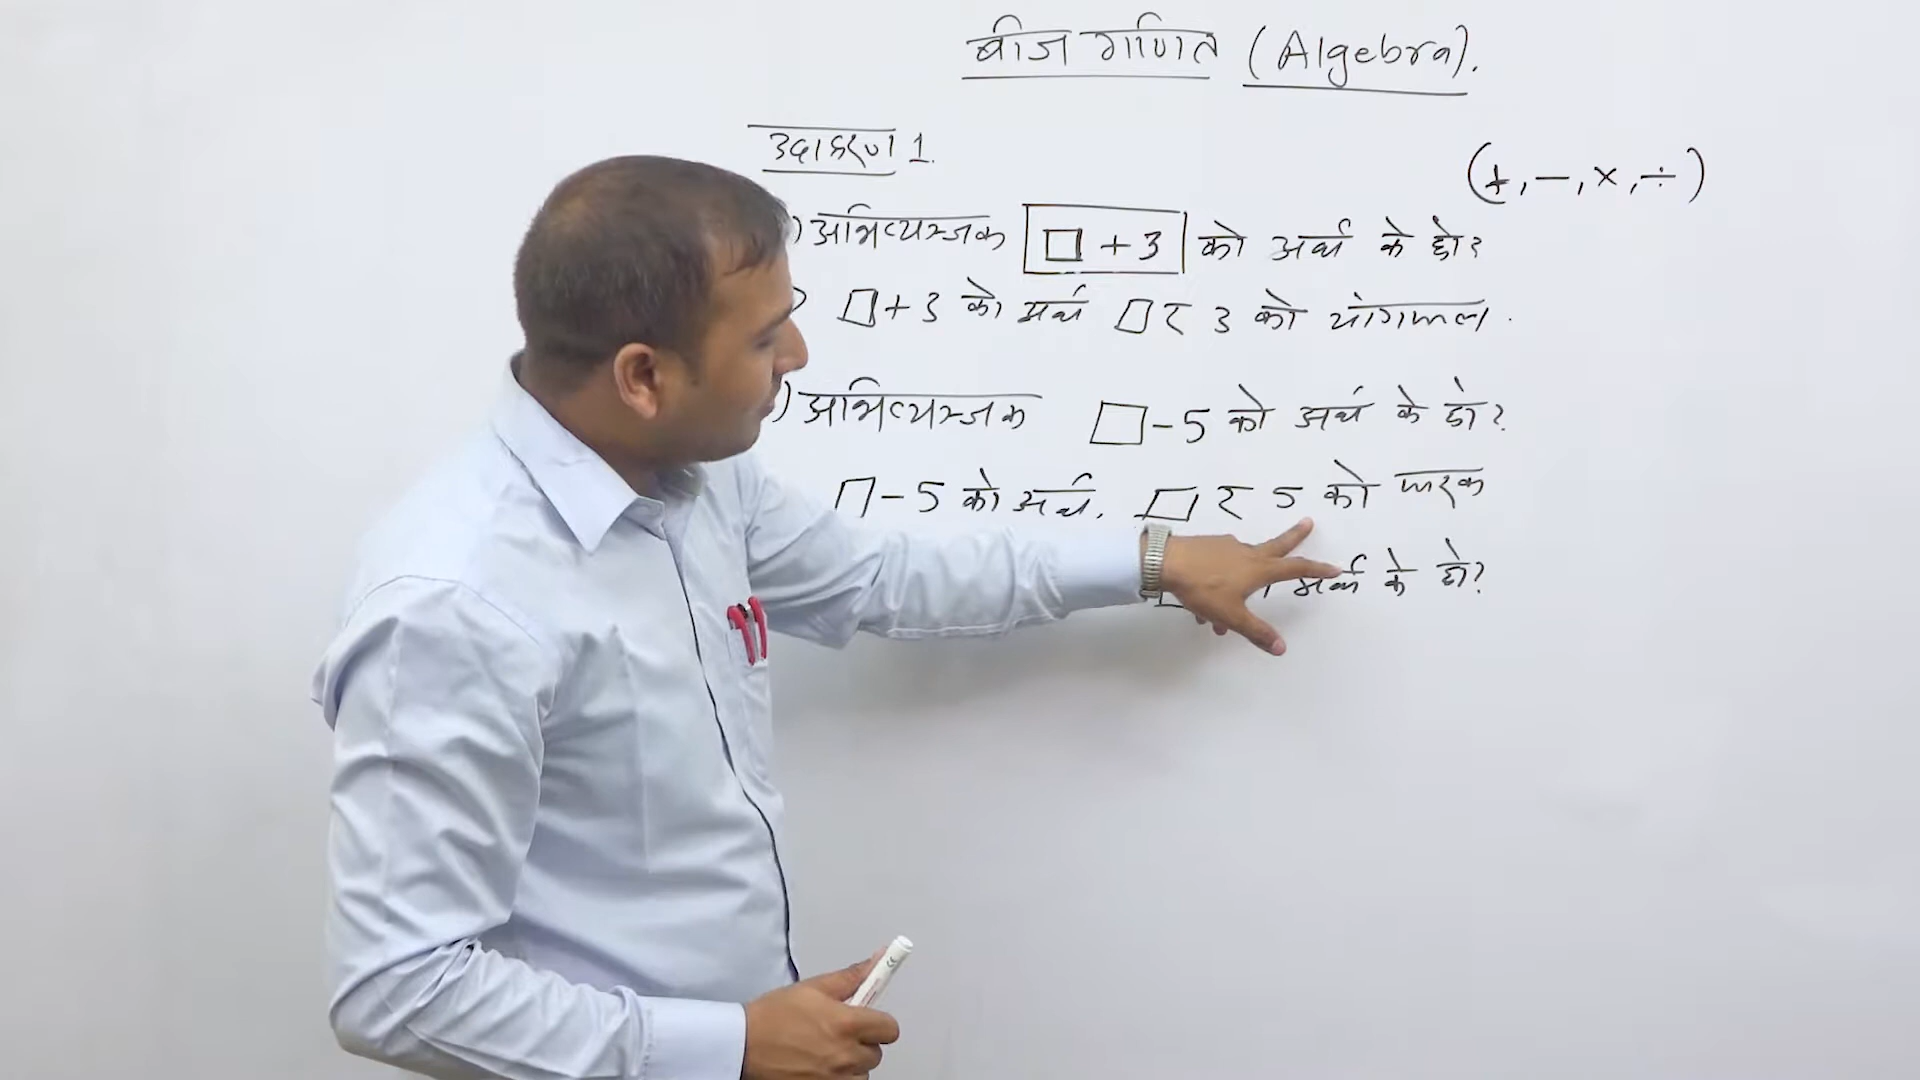 बीज गणित (Algebra).
उदाहरण 1.
(+, −, ×, ÷)
) अभिव्यञ्जक □ + 3 को अर्थ के हो?
□ + 3 को अर्थ □ र 3 को योगफल.
) अभिव्यञ्जक □ − 5 को अर्थ के हो?
□ − 5 को अर्थ. □ र 5 को फरक
अर्थ के हो?